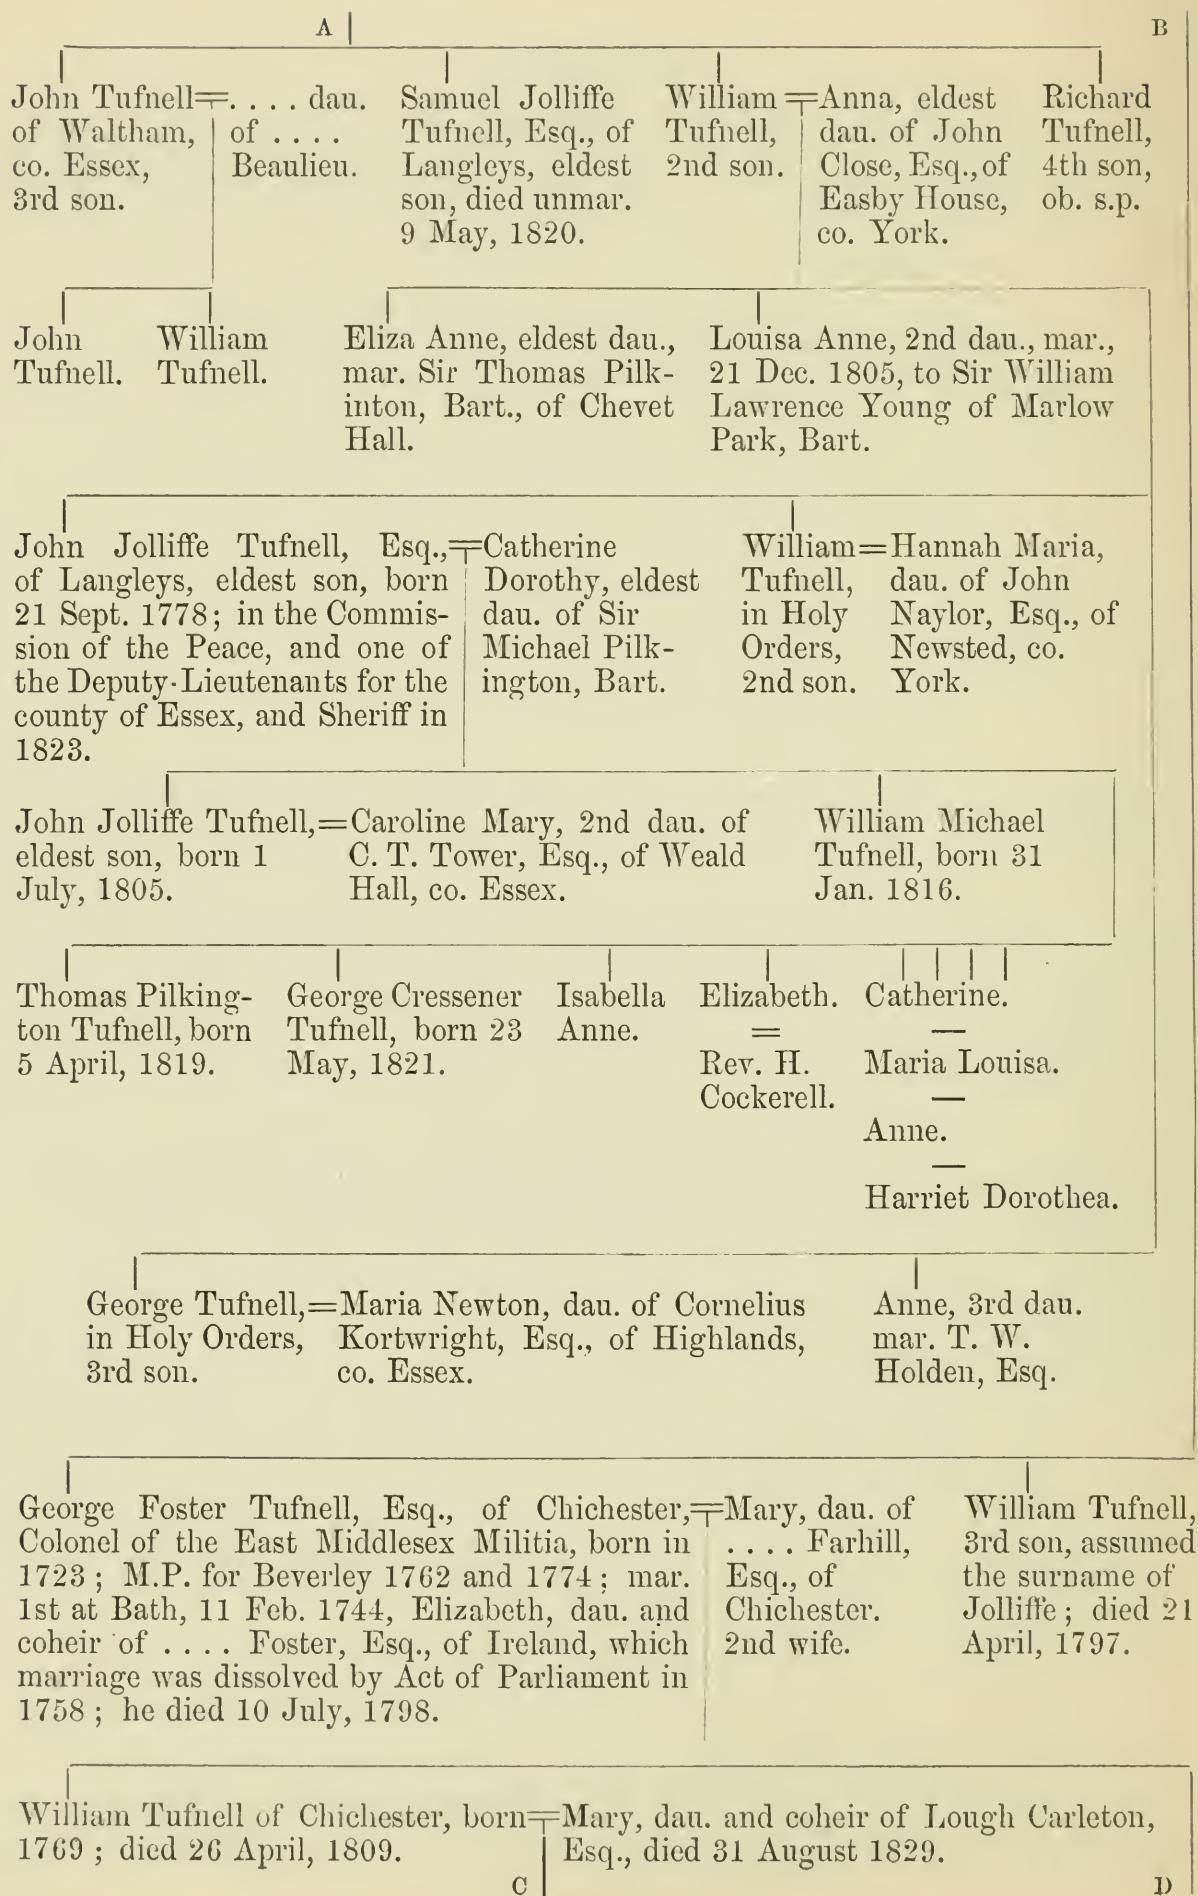 A B
John Tufnell=. . . . dau.
of Waltham,
co. Essex,
3rd son.
of . . . .
Beaulieu.
Samuel Jolliffe
Tufnell, Esq., of
Langleys, eldest
son, died unmar.
9 May, 1820.
William
Tufnell,
2nd son.
=Anna, eldest
dau. of John
Close, Esq., of
Easby House,
co. York.
Richard
Tufnell,
4th son,
ob. s.p.
John
Tufnell.
William
Tufnell.
Eliza Anne, eldest dau.,
mar. Sir Thomas Pilk-
inton, Bart., of Chevet
Hall.
Louisa Anne, 2nd dau., mar.,
21 Dec. 1805, to Sir William
Lawrence Young of Marlow
Park, Bart.
John Jolliffe Tufnell, Esq.,
of Langleys, eldest son, born
21 Sept. 1778; in the Commis-
sion of the Peace, and one of
the Deputy-Lieutenants for the
county of Essex, and Sheriff in
1823.
=Catherine
Dorothy, eldest
dau. of Sir
Michael Pilk-
ington, Bart.
William
Tufnell,
in Holy
Orders,
2nd son.
=Hannah Maria,
dau. of John
Naylor, Esq., of
Newsted, co.
York.
John Jolliffe Tufnell,
eldest son, born 1
July, 1805.
=Caroline Mary, 2nd dau. of
C. T. Tower, Esq., of Weald
Hall, co. Essex.
William Michael
Tufnell, born 31
Jan. 1816.
Thomas Pilking-
ton Tufnell, born
5 April, 1819.
George Cressener
Tufnell, born 23
May, 1821.
Isabella
Anne.
Elizabeth.
=
Rev. H.
Cockerell.
Catherine.
—
Maria Louisa.
—
Anne.
—
Harriet Dorothea.
George Tufnell,
in Holy Orders,
3rd son.
=Maria Newton, dau. of Cornelius
Kortwright, Esq., of Highlands,
co. Essex.
Anne, 3rd dau.
mar. T. W.
Holden, Esq.
George Foster Tufnell, Esq., of Chichester,
Colonel of the East Middlesex Militia, born in
1723; M.P. for Beverley 1762 and 1774; mar.
1st at Bath, 11 Feb. 1744, Elizabeth, dau. and
coheir of . . . . Foster, Esq., of Ireland, which
marriage was dissolved by Act of Parliament in
1758; he died 10 July, 1798.
=Mary, dau. of
. . . . Farhill,
Esq., of
Chichester.
2nd wife.
William Tufnell,
3rd son, assumed
the surname of
Jolliffe; died 21
April, 1797.
William Tufnell of Chichester, born
1769; died 26 April, 1809.
=Mary, dau. and coheir of Lough Carleton,
Esq., died 31 August 1829.
C D